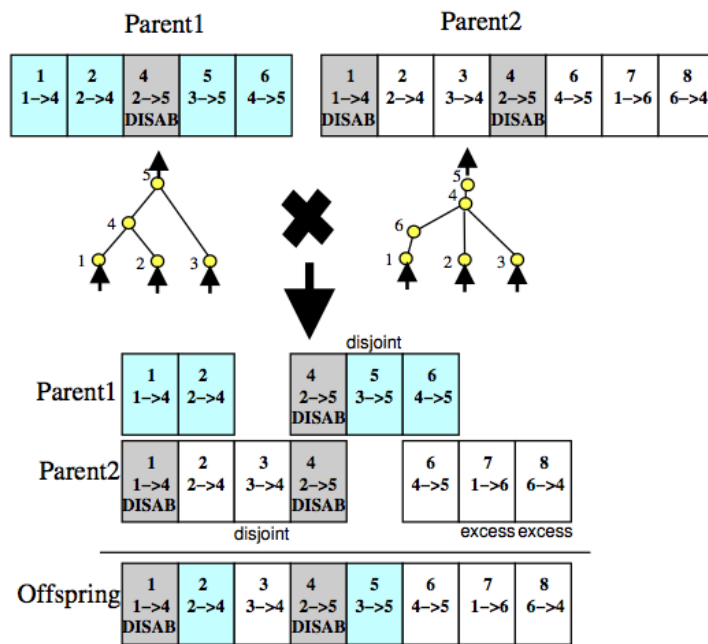 Parent1 Parent2
1 2 4 5 6 1 2 3 4 6 7 8
1->4 2->4 2->5 3->5 4->5 1->4 2->4 3->4 2->5 4->5 1->6 6->4
DISAB DISAB DISAB
5 5
4 4
6
1 2 3 1 2 3
disjoint
Parent1 1 2 4 5 6
1->4 2->4 2->5 3->5 4->5
DISAB
Parent2 1 2 3 4 6 7 8
1->4 2->4 3->4 2->5 4->5 1->6 6->4
DISAB DISAB
disjoint excess excess
Offspring 1 2 3 4 5 6 7 8
1->4 2->4 3->4 2->5 3->5 4->5 1->6 6->4
DISAB DISAB